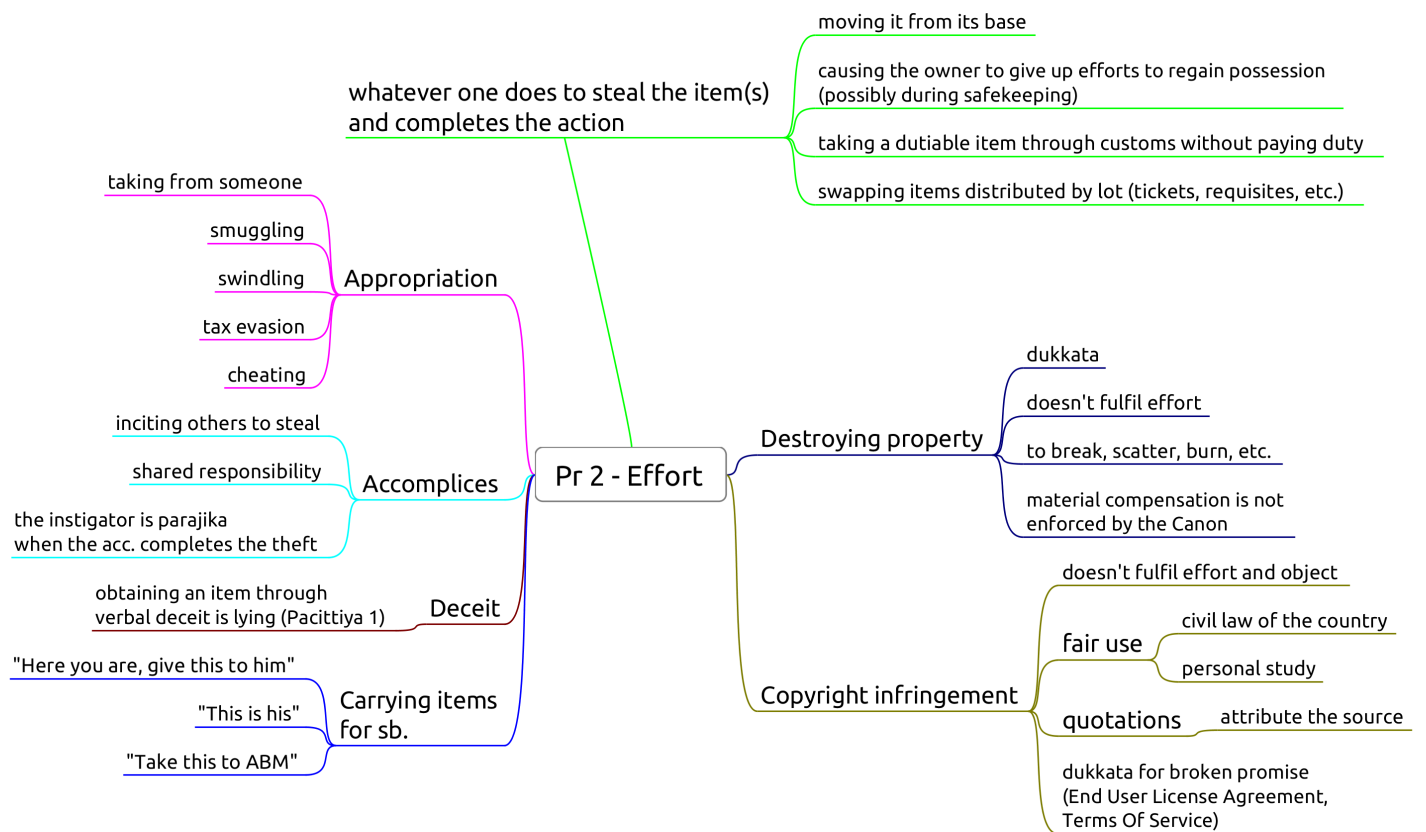 moving it from its base
causing the owner to give up efforts to regain possession
(possibly during safekeeping)
whatever one does to steal the item(s)
and completes the action
taking a dutiable item through customs without paying duty
swapping items distributed by lot (tickets, requisites, etc.)
taking from someone
smuggling
swindling
Appropriation
tax evasion
cheating
inciting others to steal
shared responsibility
Accomplices
the instigator is parajika
when the acc. completes the theft
obtaining an item through
verbal deceit is lying (Pacittiya 1)
Deceit
"Here you are, give this to him"
"This is his"
Carrying items
for sb.
"Take this to ABM"
Pr 2 - Effort
dukkata
doesn't fulfil effort
Destroying property
to break, scatter, burn, etc.
material compensation is not
enforced by the Canon
doesn't fulfil effort and object
civil law of the country
fair use
personal study
Copyright infringement
quotations
attribute the source
dukkata for broken promise
(End User License Agreement,
Terms Of Service)